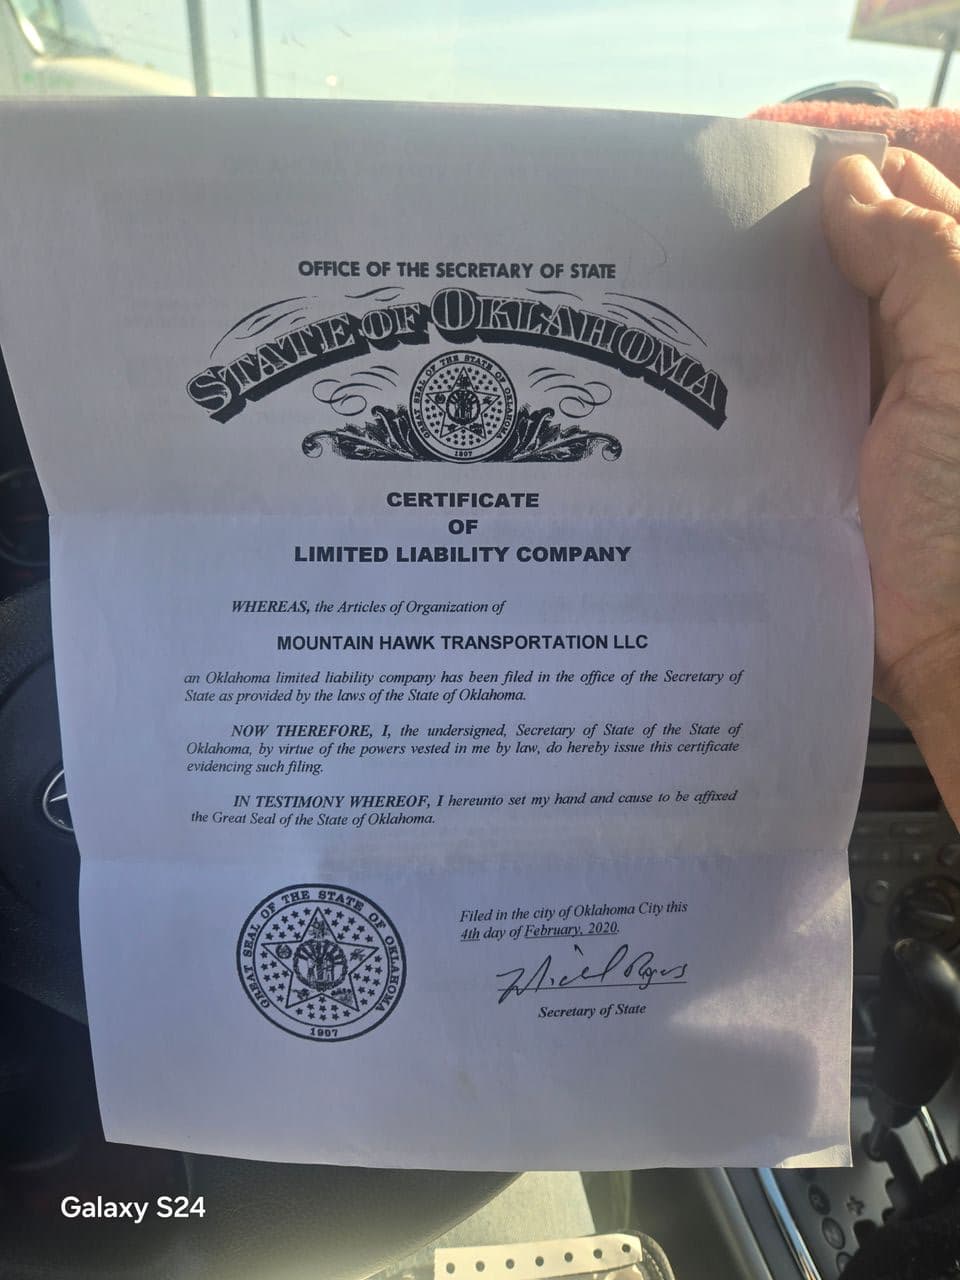 OFFICE OF THE SECRETARY OF STATE
STATE OF OKLAHOMA
GREAT SEAL OF THE STATE OF OKLAHOMA
1907
CERTIFICATE
OF
LIMITED LIABILITY COMPANY
WHEREAS, the Articles of Organization of
MOUNTAIN HAWK TRANSPORTATION LLC
an Oklahoma limited liability company has been filed in the office of the Secretary of
State as provided by the laws of the State of Oklahoma.
NOW THEREFORE, I, the undersigned, Secretary of State of the State of
Oklahoma, by virtue of the powers vested in me by law, do hereby issue this certificate
evidencing such filing.
IN TESTIMONY WHEREOF, I hereunto set my hand and cause to be affixed
the Great Seal of the State of Oklahoma.
GREAT SEAL OF THE STATE OF OKLAHOMA
1907
Filed in the city of Oklahoma City this
4th day of February, 2020.
Secretary of State
Galaxy S24